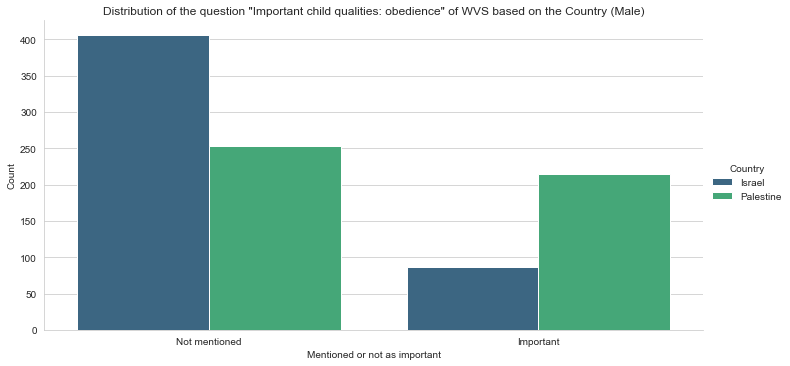 Distribution of the question "Important child qualities: obedience" of WVS based on the Country (Male)
Count
400
350
300
250
200
150
100
50
0
Not mentioned
Important
Mentioned or not as important
Country
Israel
Palestine